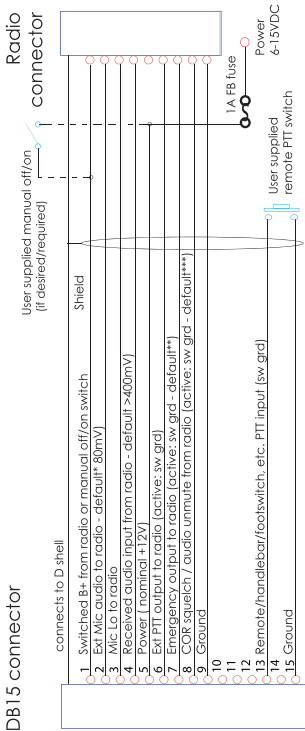 DB15 connector
Radio
connector
User supplied manual off/on
(if desired/required)
1A FB fuse
Power
6-15VDC
User supplied
remote PTT switch
Shield
connects to D shell
1 Switched B+ from radio or manual off/on switch
2 Ext Mic audio to radio - default* 80mV)
3 Mic Lo to radio
4 Received audio input from radio - default >400mV)
5 Power ( nominal +12V)
6 Ext PTT output to radio (active: sw grd)
7 Emergency output to radio (active: sw grd - default**)
8 COR squelch / audio unmute from radio (active: sw grd - default***)
9 Ground
10
11
12
13 Remote/handlebar/footswitch, etc. PTT input (sw grd)
14
15 Ground